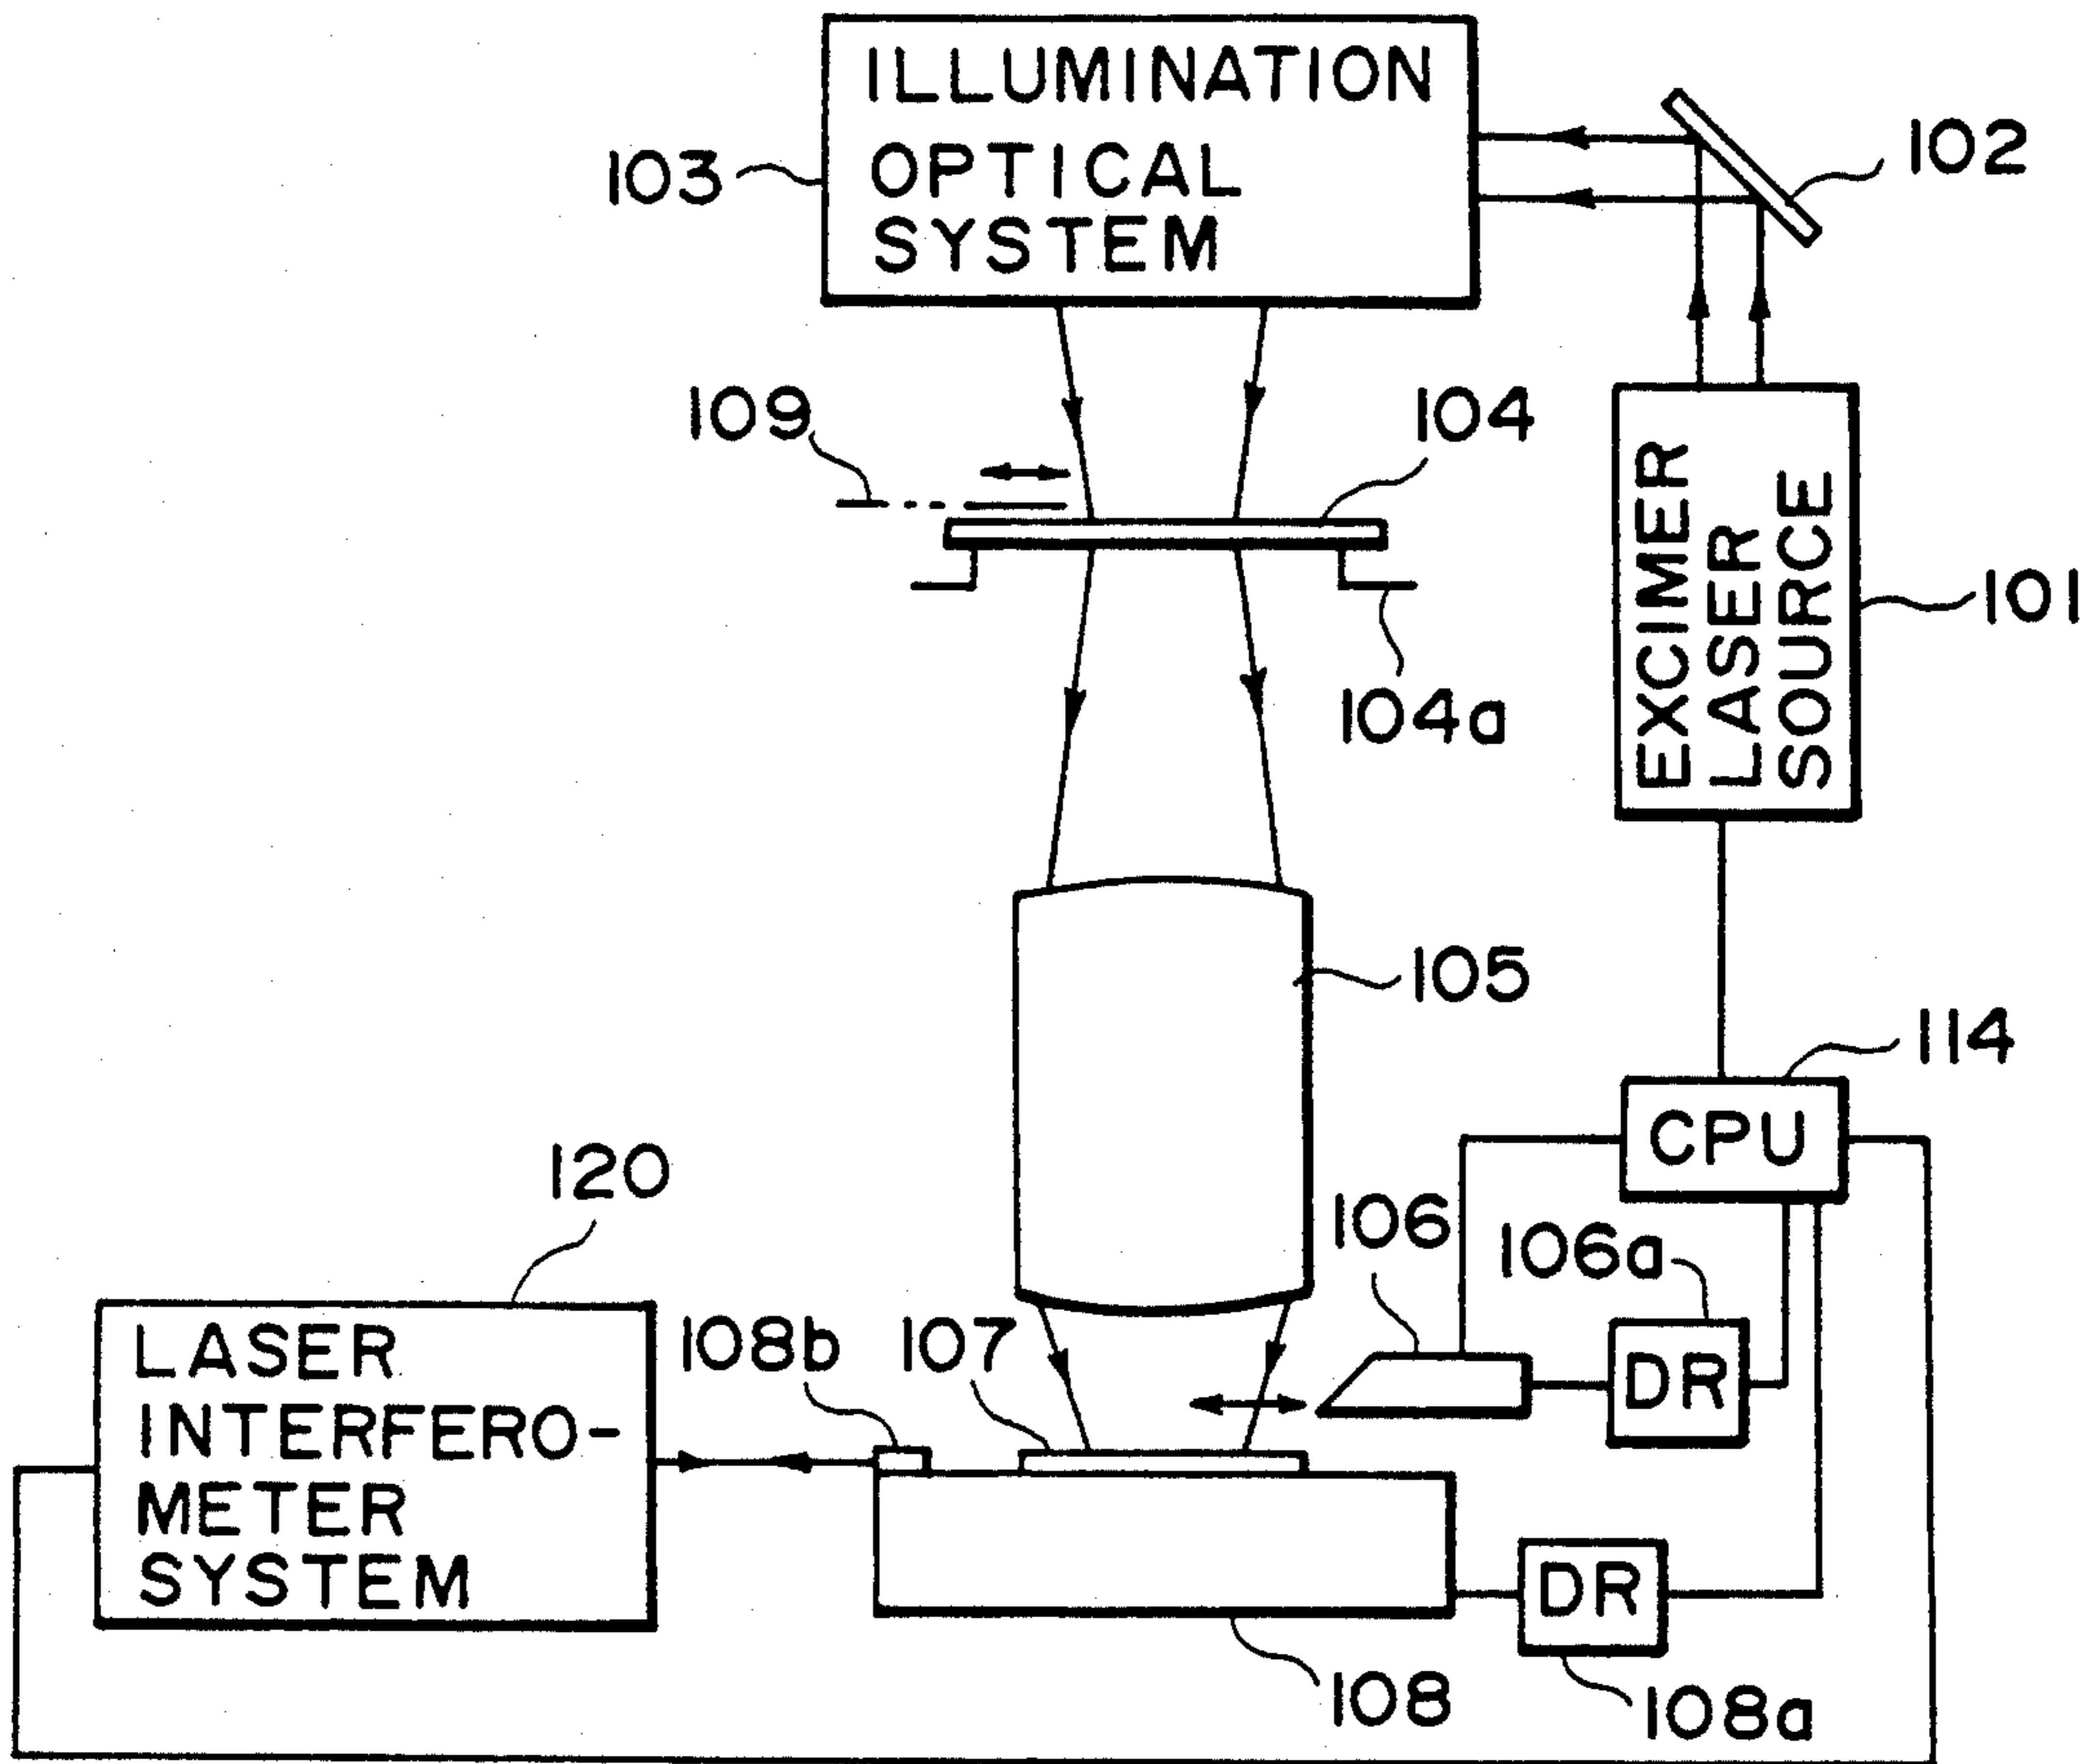 ILLUMINATION
OPTICAL
SYSTEM
103
102
109
104
EXCIMER
LASER
SOURCE
101
104a
105
114
CPU
120
106
106a
LASER
INTERFERO-
METER
SYSTEM
108b
107
DR
DR
108
108a